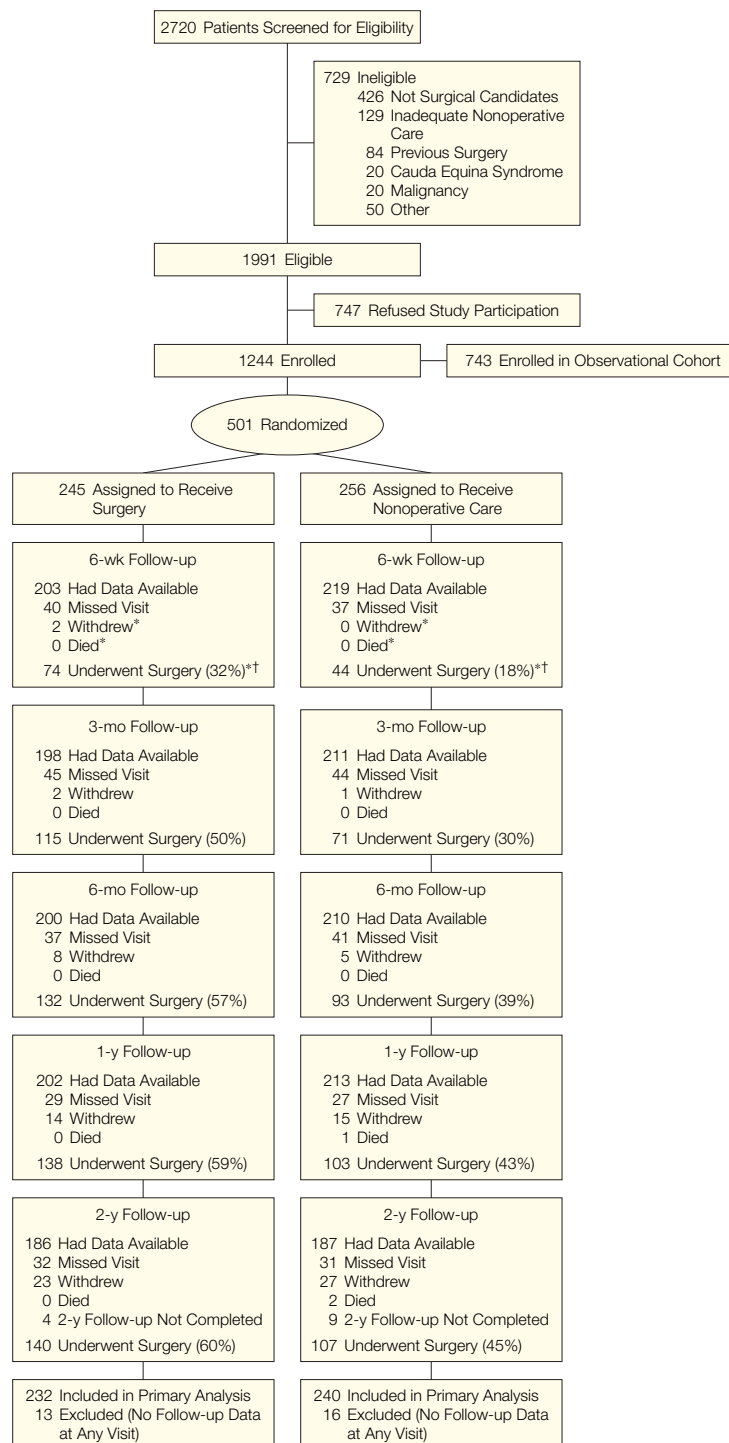 2720 Patients Screened for Eligibility
729 Ineligible
426 Not Surgical Candidates
129 Inadequate Nonoperative
Care
84 Previous Surgery
20 Cauda Equina Syndrome
20 Malignancy
50 Other
1991 Eligible
747 Refused Study Participation
1244 Enrolled
743 Enrolled in Observational Cohort
501 Randomized
245 Assigned to Receive
Surgery
256 Assigned to Receive
Nonoperative Care
6-wk Follow-up
203 Had Data Available
40 Missed Visit
2 Withdrew*
0 Died*
74 Underwent Surgery (32%)*†
6-wk Follow-up
219 Had Data Available
37 Missed Visit
0 Withdrew*
0 Died*
44 Underwent Surgery (18%)*†
3-mo Follow-up
198 Had Data Available
45 Missed Visit
2 Withdrew
0 Died
115 Underwent Surgery (50%)
3-mo Follow-up
211 Had Data Available
44 Missed Visit
1 Withdrew
0 Died
71 Underwent Surgery (30%)
6-mo Follow-up
200 Had Data Available
37 Missed Visit
8 Withdrew
0 Died
132 Underwent Surgery (57%)
6-mo Follow-up
210 Had Data Available
41 Missed Visit
5 Withdrew
0 Died
93 Underwent Surgery (39%)
1-y Follow-up
202 Had Data Available
29 Missed Visit
14 Withdrew
0 Died
138 Underwent Surgery (59%)
1-y Follow-up
213 Had Data Available
27 Missed Visit
15 Withdrew
1 Died
103 Underwent Surgery (43%)
2-y Follow-up
186 Had Data Available
32 Missed Visit
23 Withdrew
0 Died
4 2-y Follow-up Not Completed
140 Underwent Surgery (60%)
2-y Follow-up
187 Had Data Available
31 Missed Visit
27 Withdrew
2 Died
9 2-y Follow-up Not Completed
107 Underwent Surgery (45%)
232 Included in Primary Analysis
13 Excluded (No Follow-up Data
at Any Visit)
240 Included in Primary Analysis
16 Excluded (No Follow-up Data
at Any Visit)